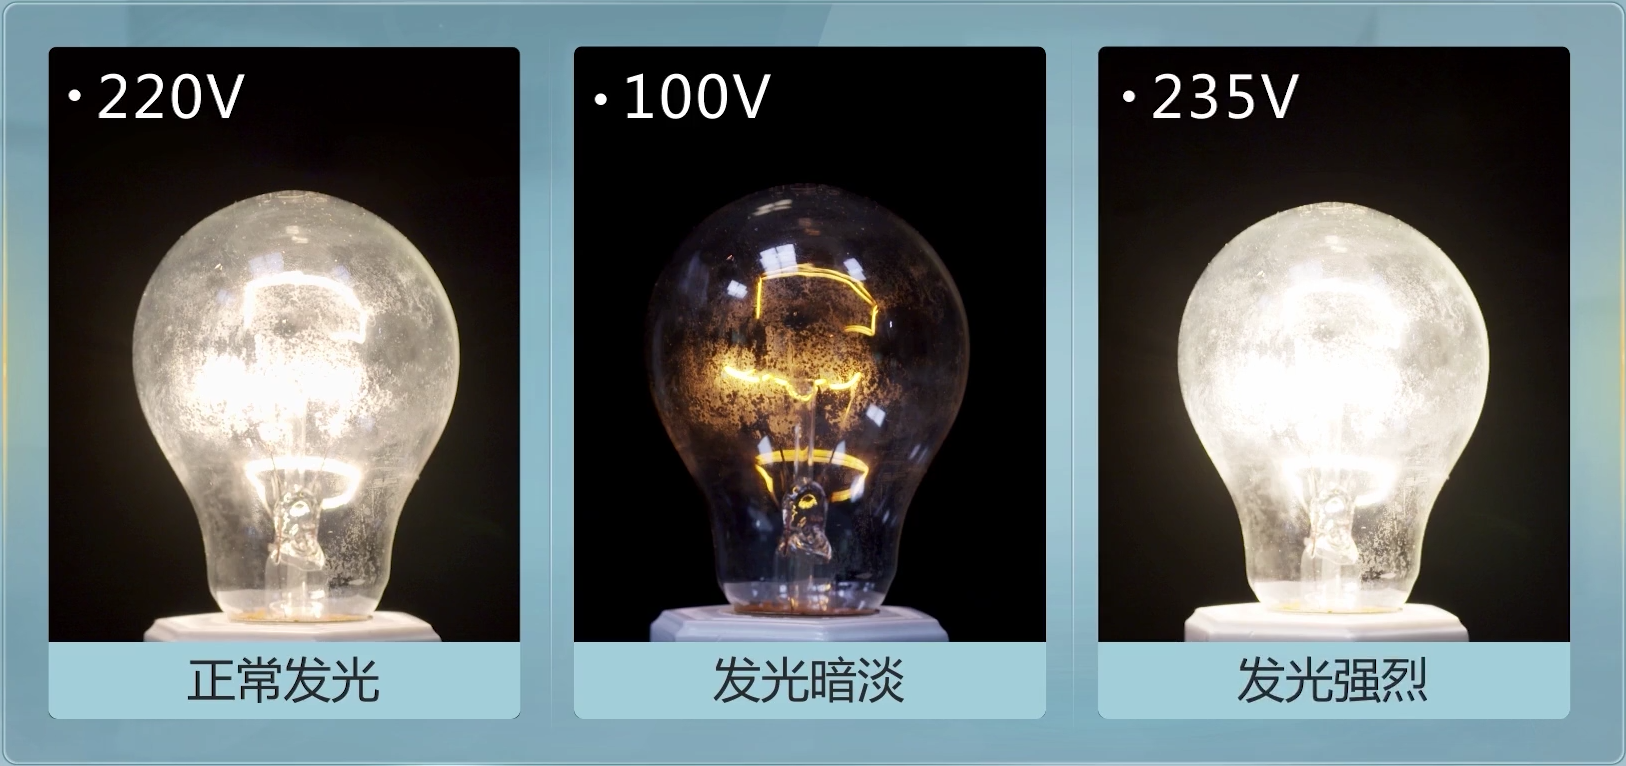 • 220V
• 100V
• 235V
正常发光
发光暗淡
发光强烈